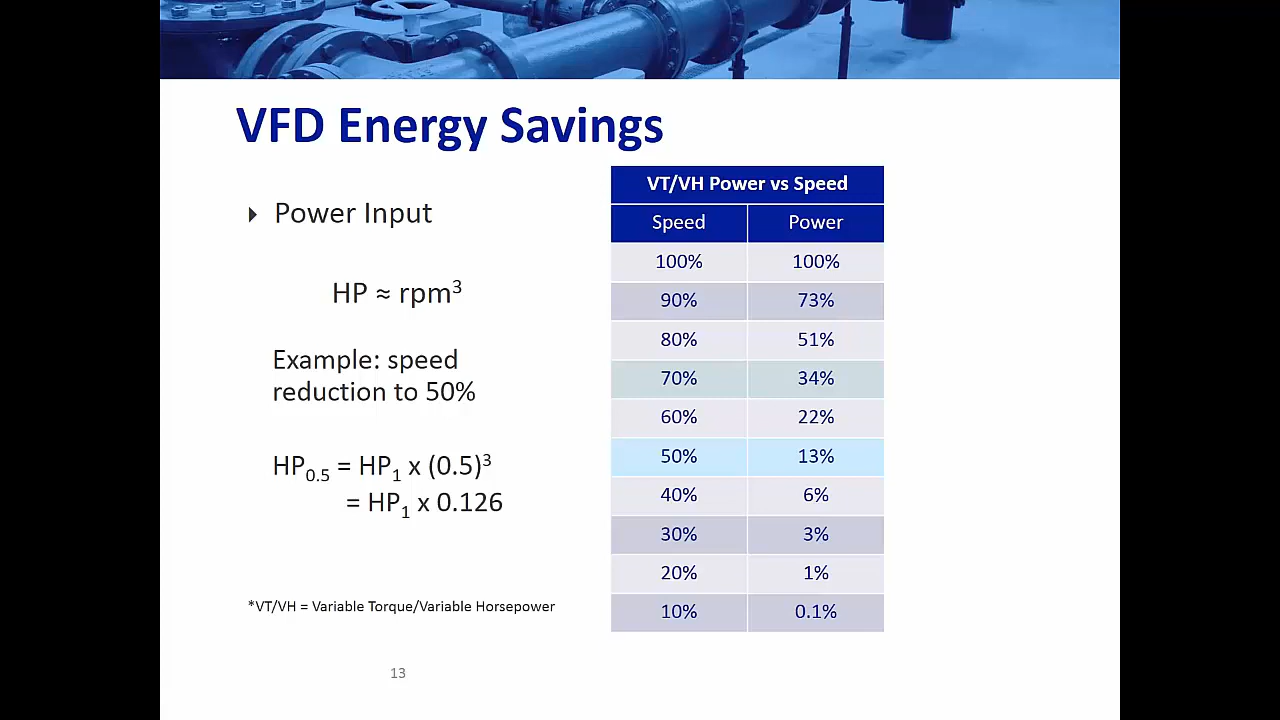 VFD Energy Savings
Power Input
HP ≈ rpm³
Example: speed
reduction to 50%
HP₀.₅ = HP₁ x (0.5)³
= HP₁ x 0.126
*VT/VH = Variable Torque/Variable Horsepower
VT/VH Power vs Speed
Speed Power
100% 100%
90% 73%
80% 51%
70% 34%
60% 22%
50% 13%
40% 6%
30% 3%
20% 1%
10% 0.1%
13